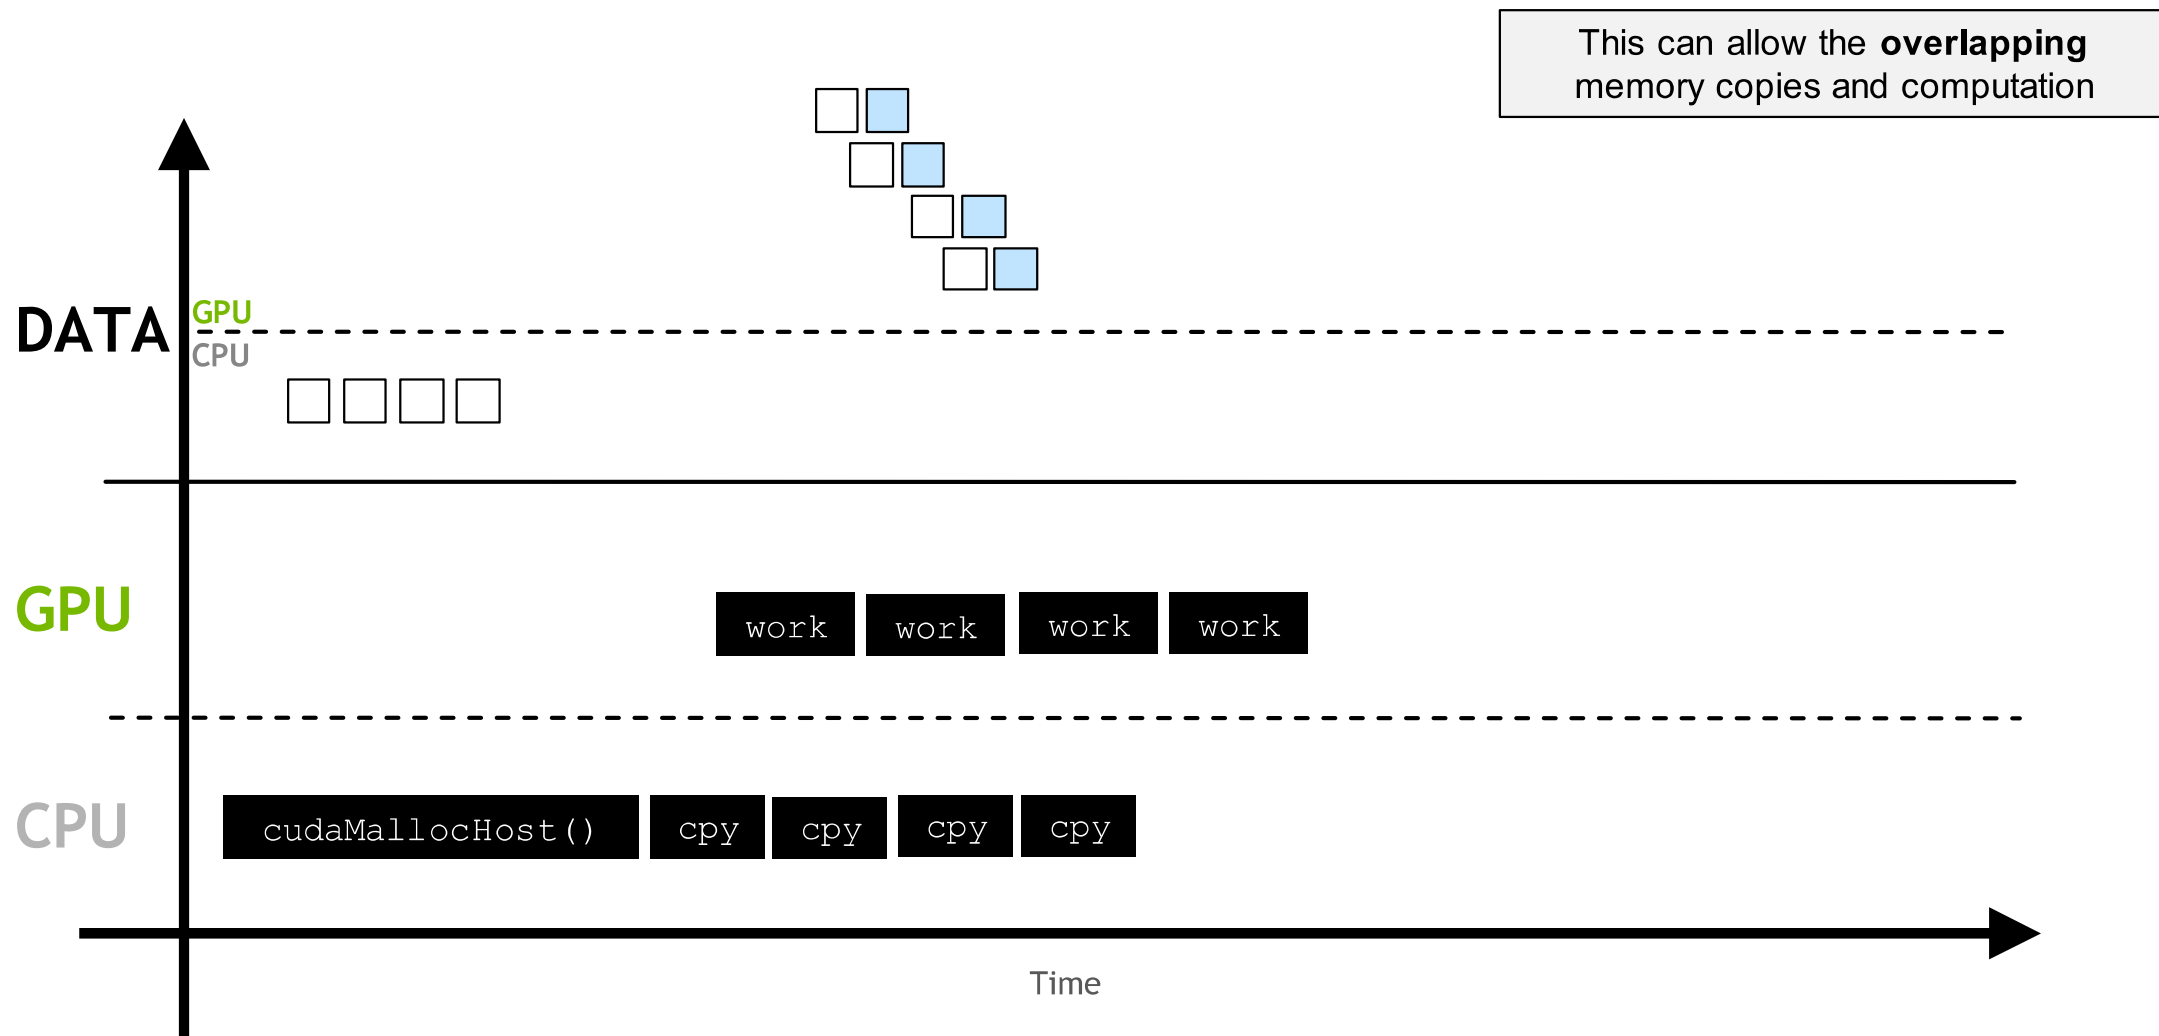 This can allow the overlapping
memory copies and computation
DATA
GPU
CPU
GPU
work work work work
CPU
cudaMallocHost() cpy cpy cpy cpy
Time